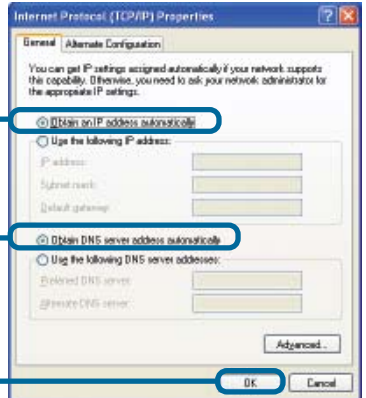 Internet Protocol (TCP/IP) Properties
General
Alternate Configuration
You can get IP settings assigned automatically if your network supports
this capability. Otherwise, you need to ask your network administrator for
the appropriate IP settings.
Obtain an IP address automatically
Use the following IP address:
IP address:
Subnet mask:
Default gateway:
Obtain DNS server address automatically
Use the following DNS server addresses:
Preferred DNS server:
Alternate DNS server:
Advanced...
OK
Cancel